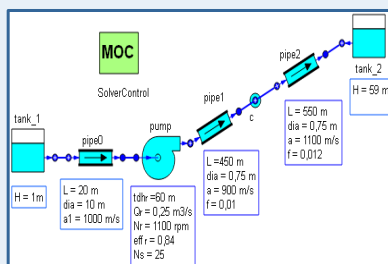 MOC
SolverControl
tank_1
H = 1m
pipe0
L = 20 m
dia = 10 m
a1 = 1000 m/s
pump
tdhr=60 m
Qr = 0,25 m3/s
Nr = 1100 rpm
eff r = 0,84
Ns = 25
pipe1
L=450 m
dia = 0,75 m
a = 900 m/s
f = 0,01
c
pipe2
L = 550 m
dia = 0,75 m
a = 1100 m/s
f = 0,012
tank_2
H = 59 m